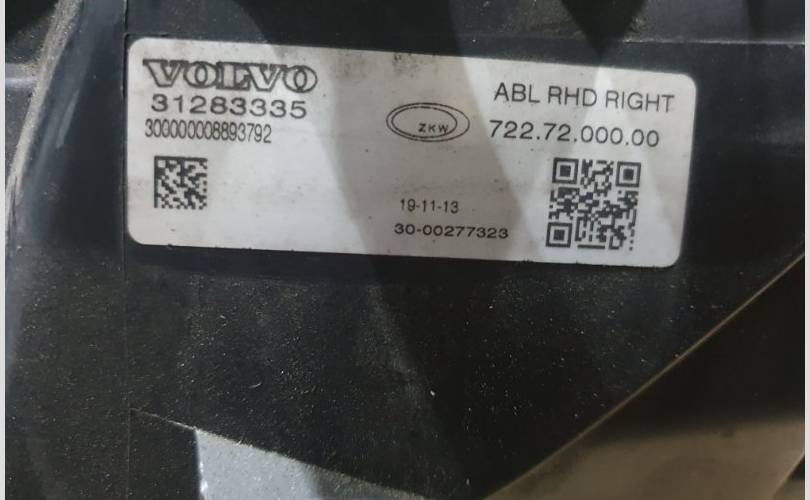 VOLVO
31283335
300000008893792
ZKW
ABL RHD RIGHT
722.72.000.00
19-11-13
30-00277323